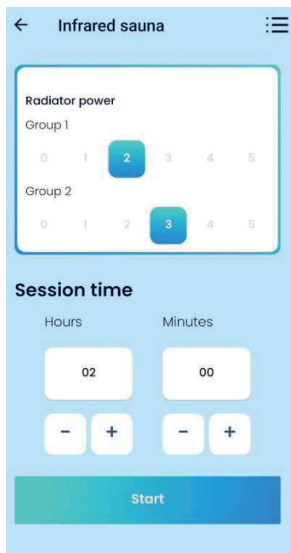 Infrared sauna
Radiator power
Group 1
0 1 2 3 4 5
Group 2
0 1 2 3 4 5
Session time
Hours Minutes
02 00
- + - +
Start